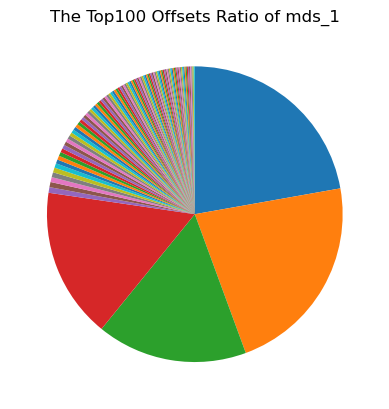 The Top100 Offsets Ratio of mds_1